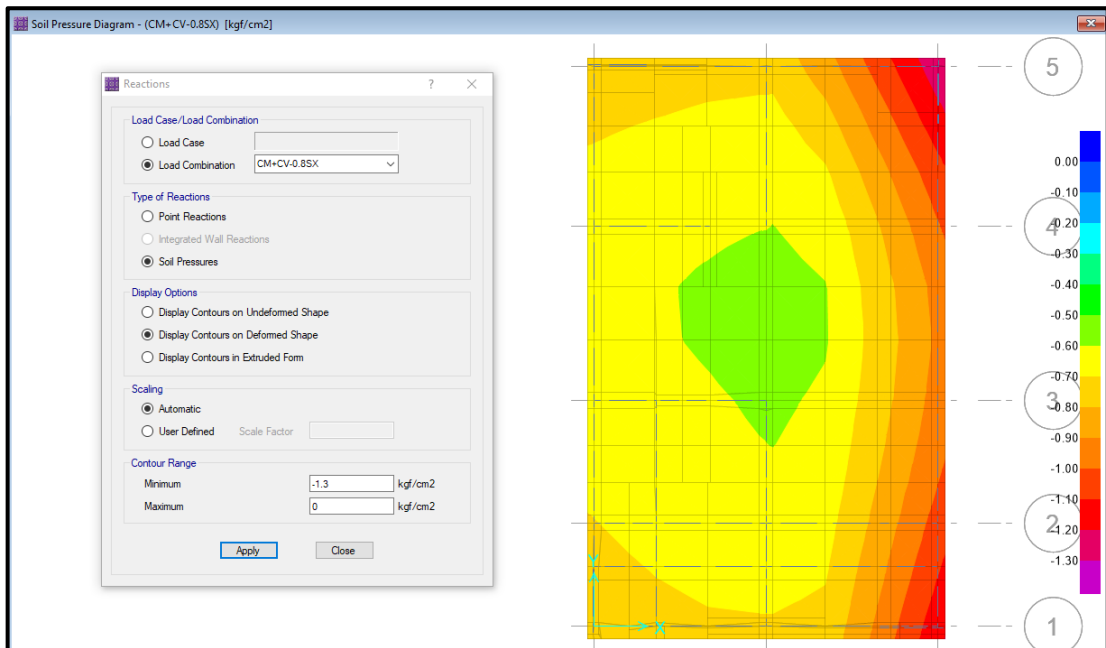 Soil Pressure Diagram - (CM+CV-0.8SX) [kgf/cm2]
Reactions
?
Load Case/Load Combination
Load Case
Load Combination
CM+CV-0.8SX
Type of Reactions
Point Reactions
Integrated Wall Reactions
Soil Pressures
Display Options
Display Contours on Undeformed Shape
Display Contours on Deformed Shape
Display Contours in Extruded Form
Scaling
Automatic
User Defined
Scale Factor
Contour Range
Minimum
-1.3
kgf/cm2
Maximum
0
kgf/cm2
Apply
Close
Y
X
5
4
3
2
1
0.00
-0.10
-0.20
-0.30
-0.40
-0.50
-0.60
-0.70
-0.80
-0.90
-1.00
-1.10
-1.20
-1.30